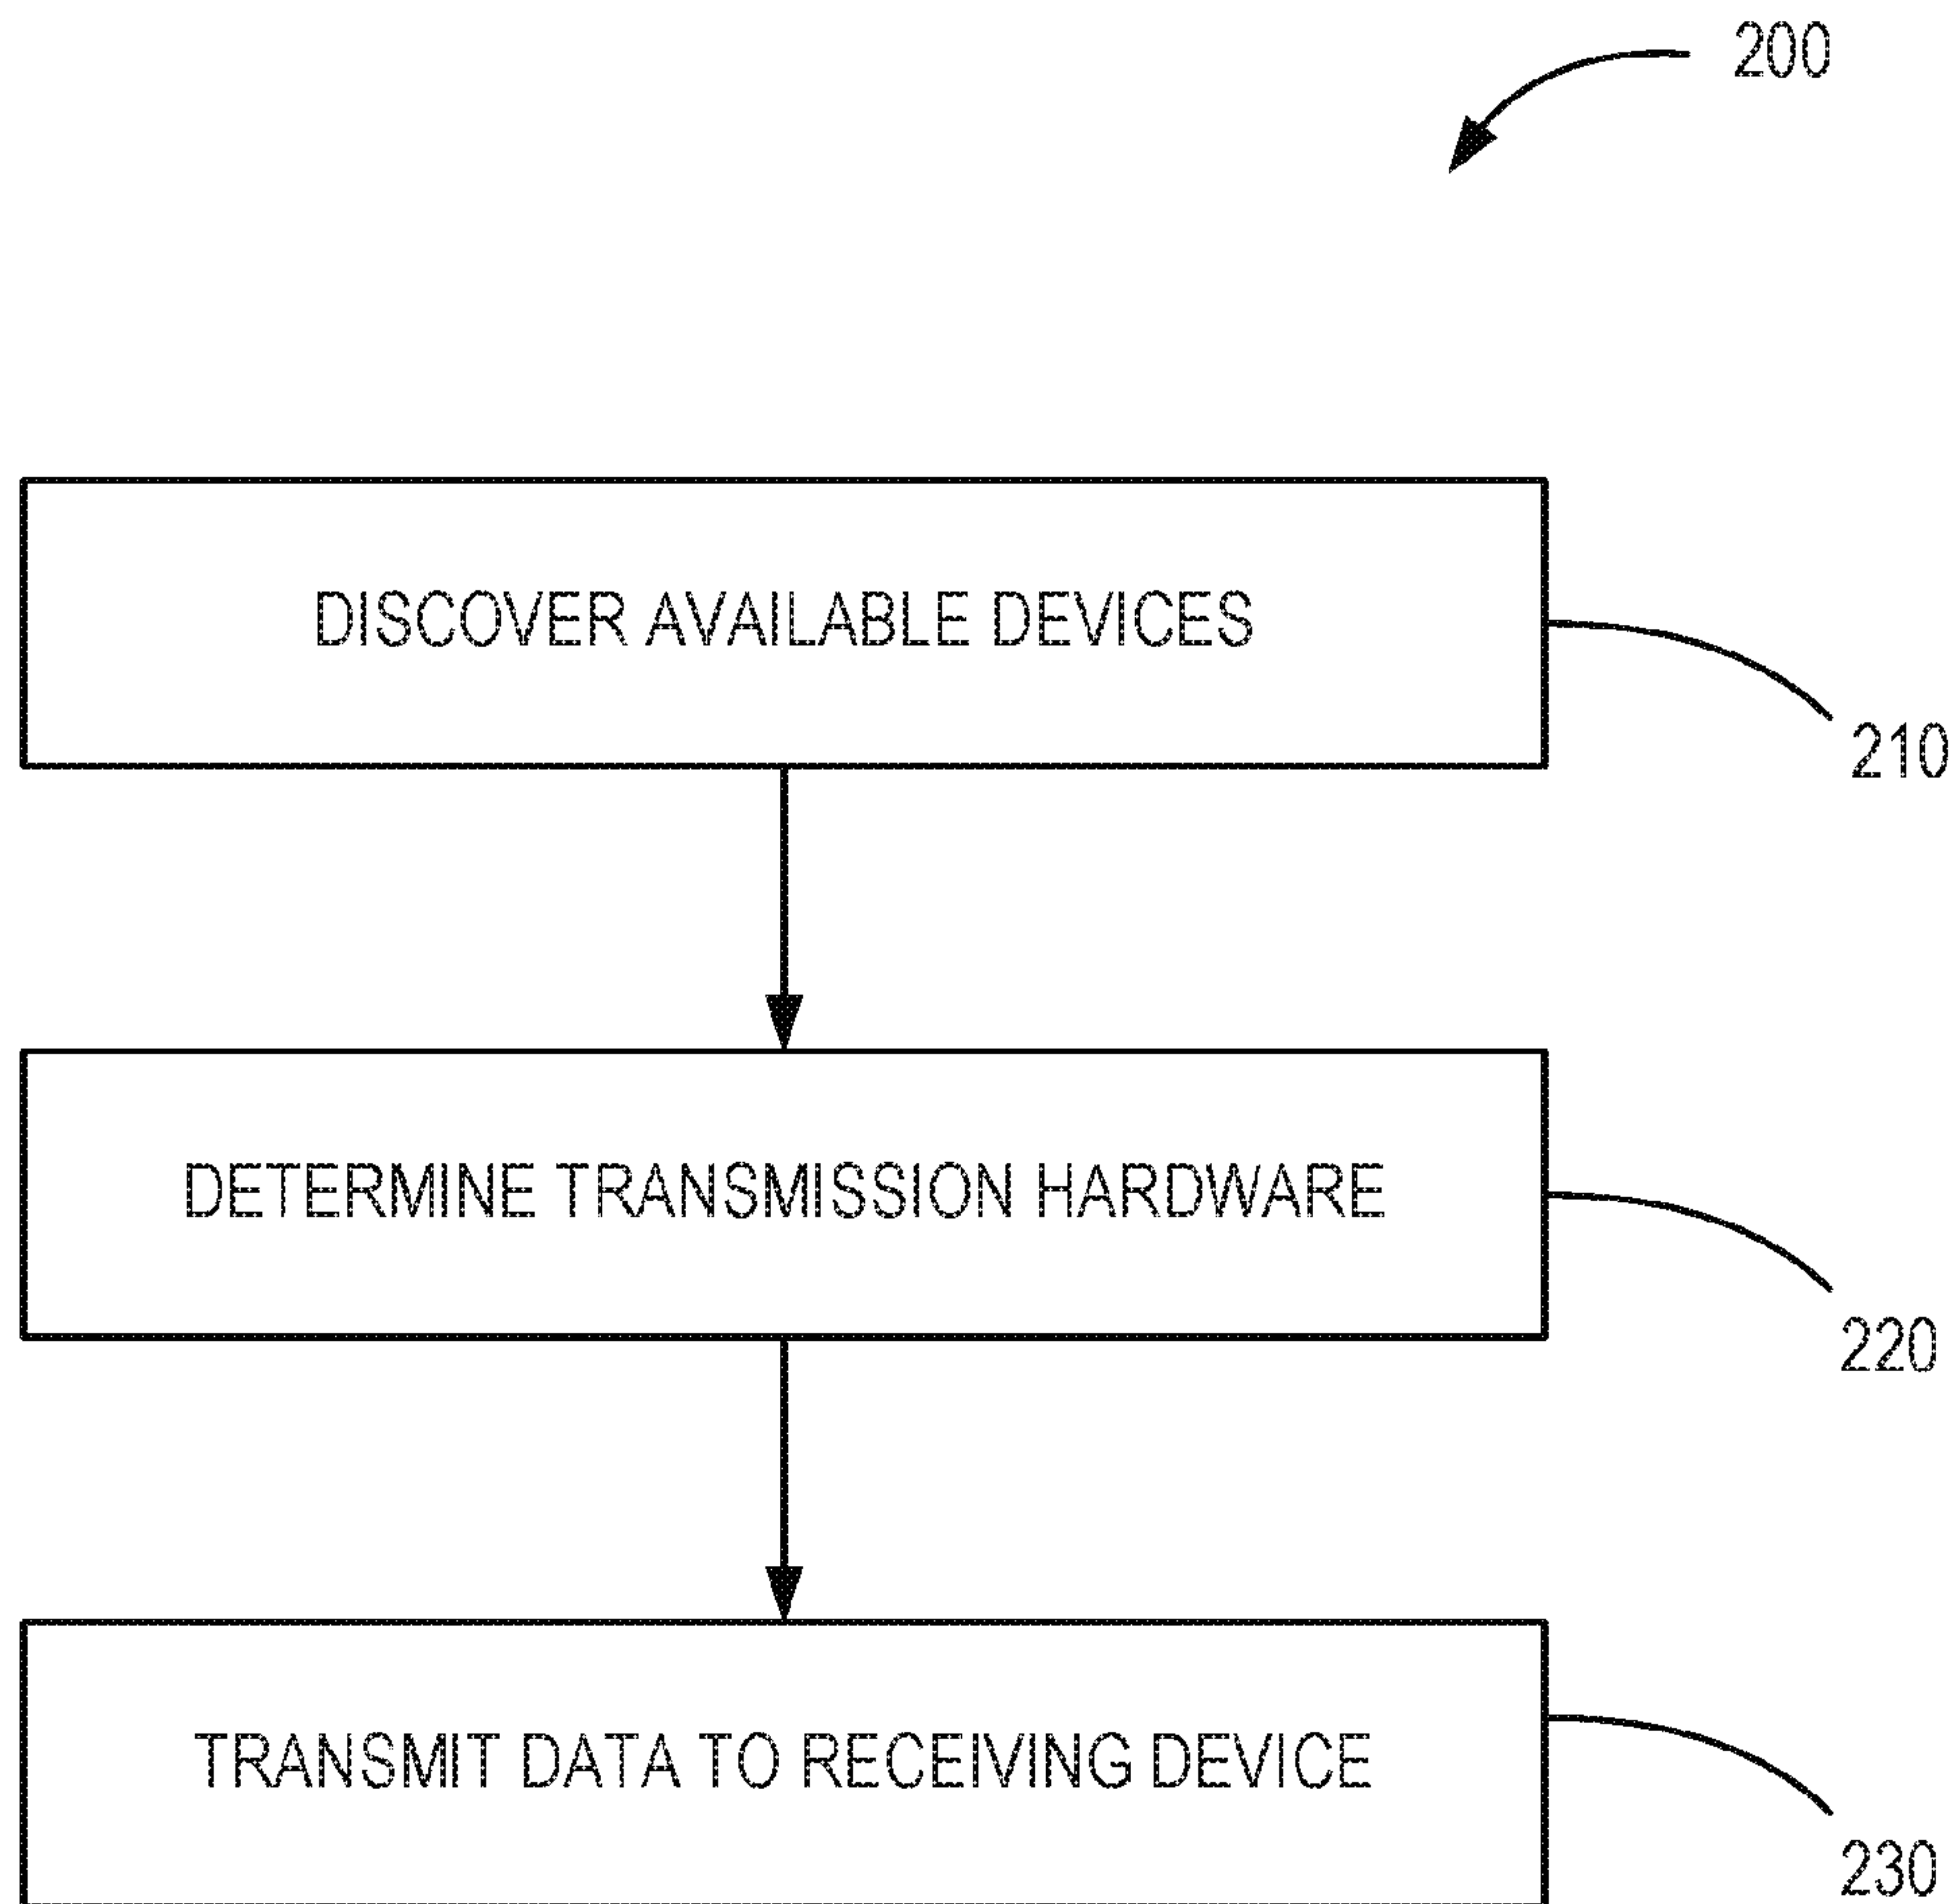 200
DISCOVER AVAILABLE DEVICES
210
DETERMINE TRANSMISSION HARDWARE
220
TRANSMIT DATA TO RECEIVING DEVICE
230